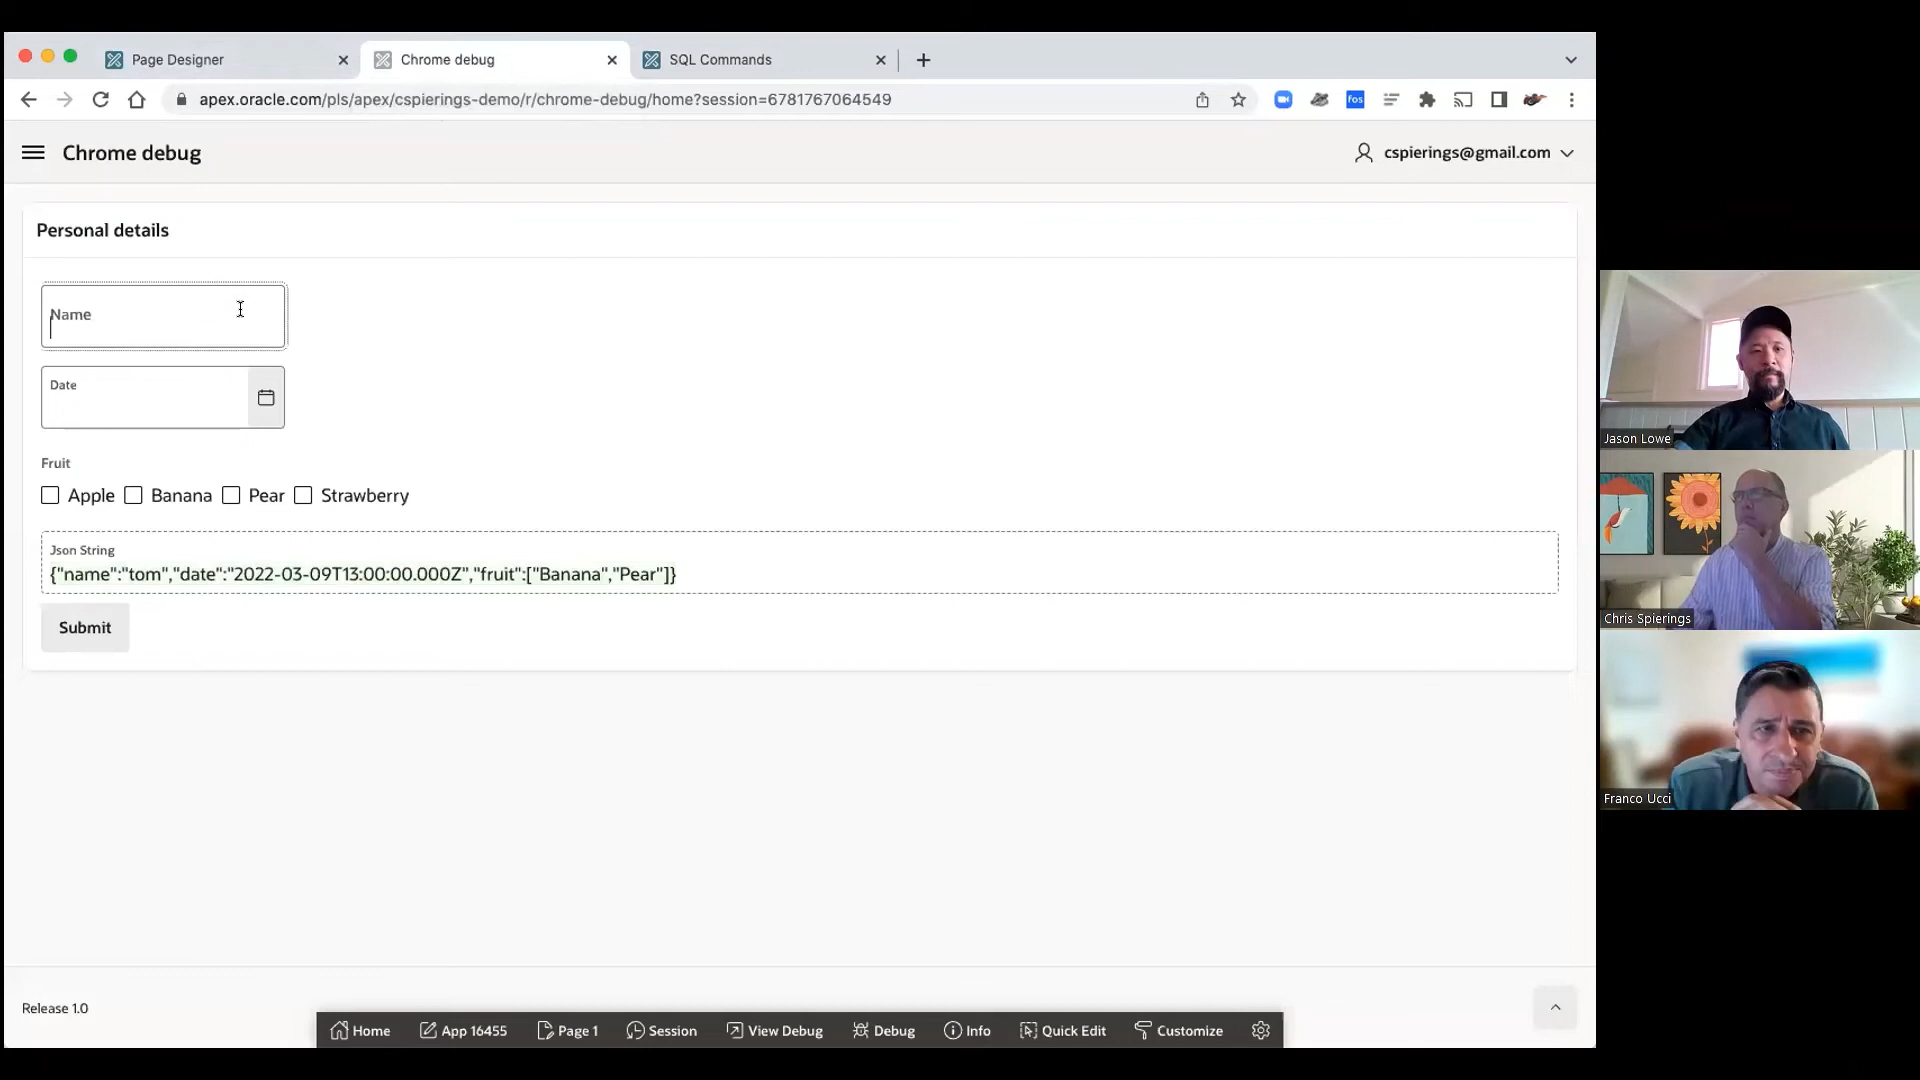 Page Designer
Chrome debug
SQL Commands
apex.oracle.com/pls/apex/cspierings-demo/r/chrome-debug/home?session=6781767064549
fos
Chrome debug
cspierings@gmail.com
Personal details
Name
Date
Fruit
Apple Banana Pear Strawberry
Json String
{"name":"tom","date":"2022-03-09T13:00:00.000Z","fruit":["Banana","Pear"]}
Submit
Jason Lowe
Chris Spierings
Franco Ucci
Release 1.0
Home App 16455 Page 1 Session View Debug Debug Info Quick Edit Customize